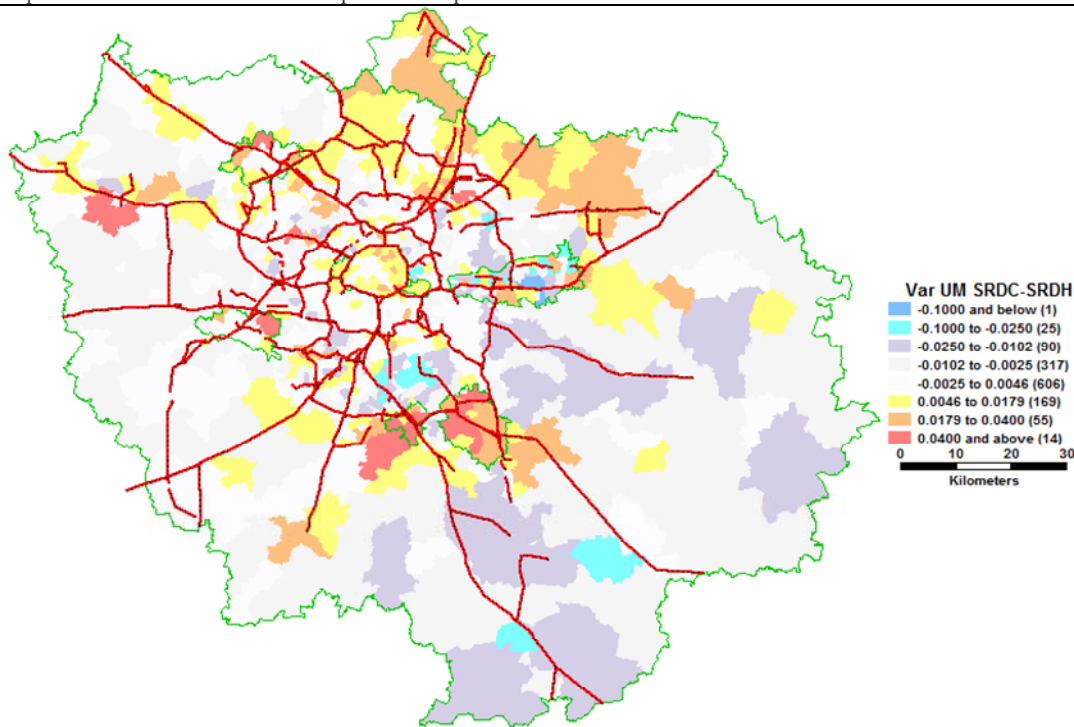 Var UM SRDC-SRDH
-0.1000 and below (1)
-0.1000 to -0.0250 (25)
-0.0250 to -0.0102 (90)
-0.0102 to -0.0025 (317)
-0.0025 to 0.0046 (606)
0.0046 to 0.0179 (169)
0.0179 to 0.0400 (55)
0.0400 and above (14)
0 10 20 30
Kilometers